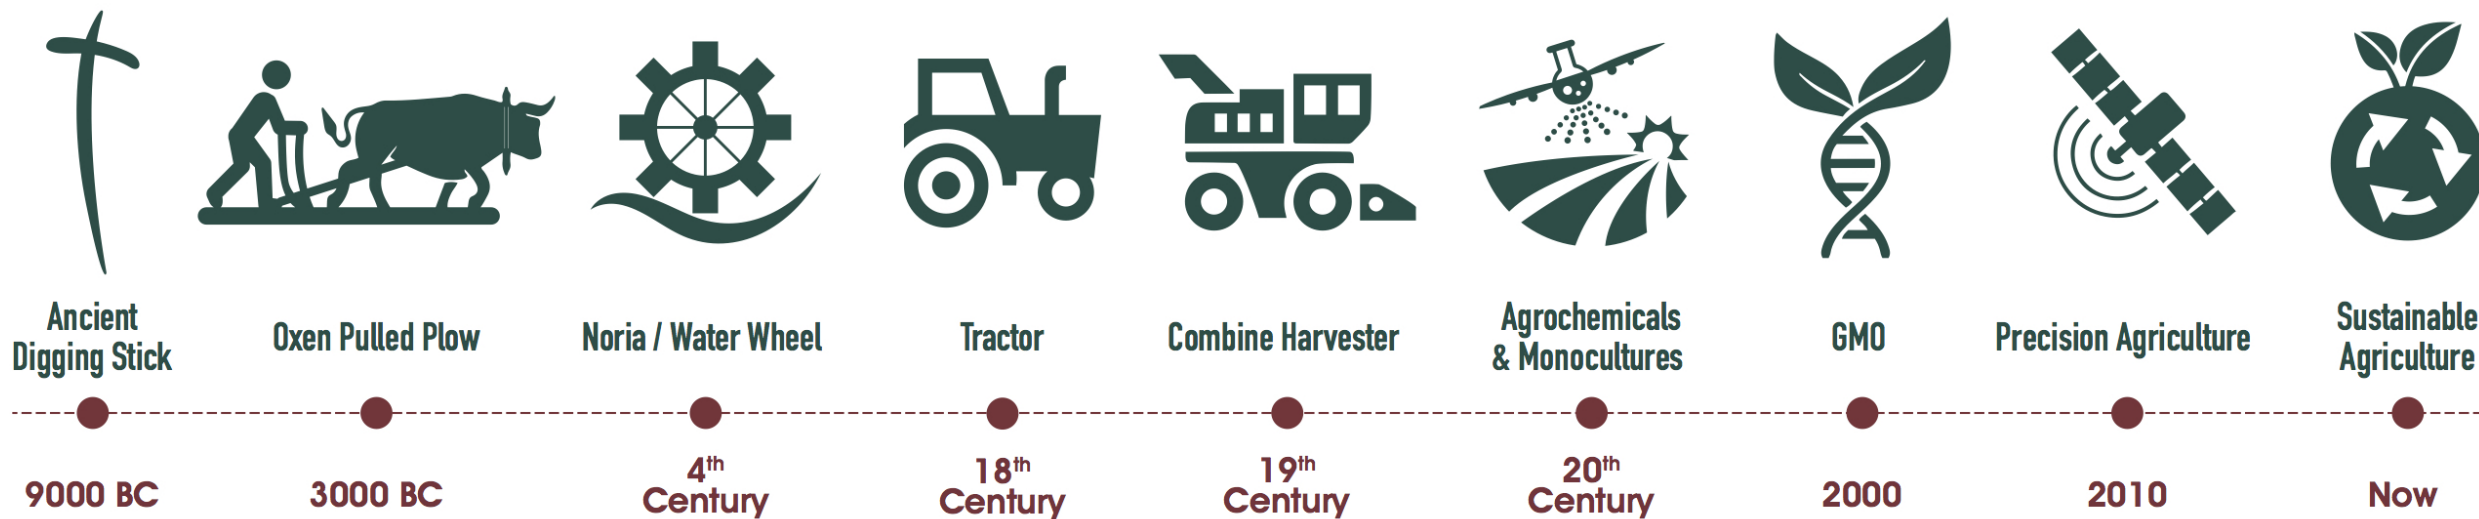 Ancient
Digging Stick
Oxen Pulled Plow
Noria / Water Wheel
Tractor
Combine Harvester
Agrochemicals
& Monocultures
GMO
Precision Agriculture
Sustainable
Agriculture
9000 BC
3000 BC
4th
Century
18th
Century
19th
Century
20th
Century
2000
2010
Now